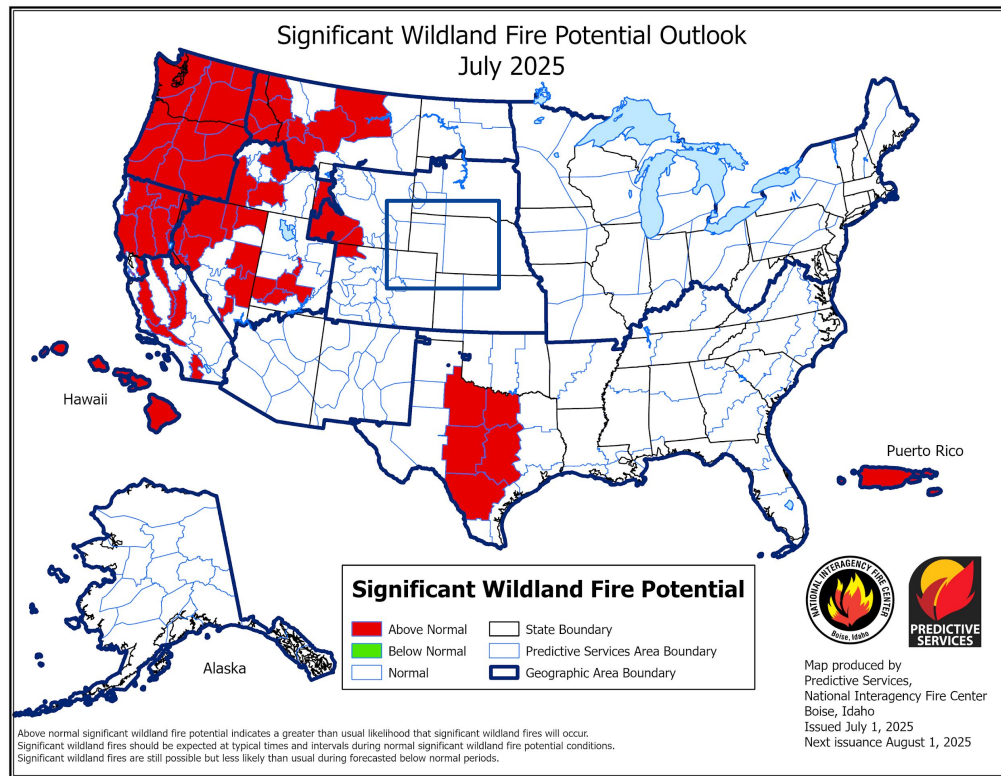 Significant Wildland Fire Potential Outlook
July 2025
Hawaii
Puerto Rico
Alaska
Significant Wildland Fire Potential
Above Normal
Below Normal
Normal
State Boundary
Predictive Services Area Boundary
Geographic Area Boundary
NATIONAL INTERAGENCY FIRE CENTER
Boise, Idaho
PREDICTIVE
SERVICES
Map produced by
Predictive Services,
National Interagency Fire Center
Boise, Idaho
Issued July 1, 2025
Next issuance August 1, 2025
Above normal significant wildland fire potential indicates a greater than usual likelihood that significant wildland fires will occur.
Significant wildland fires should be expected at typical times and intervals during normal significant wildland fire potential conditions.
Significant wildland fires are still possible but less likely than usual during forecasted below normal periods.